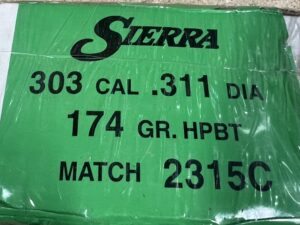 SIERRA
303 CAL .311 DIA
174 GR. HPBT
MATCH 2315C